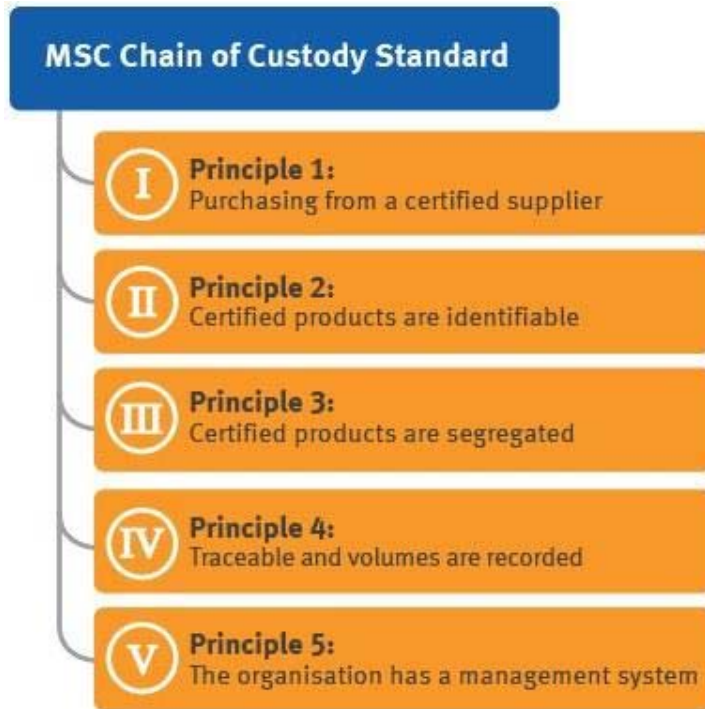 MSC Chain of Custody Standard
I
Principle 1:
Purchasing from a certified supplier
II
Principle 2:
Certified products are identifiable
III
Principle 3:
Certified products are segregated
IV
Principle 4:
Traceable and volumes are recorded
V
Principle 5:
The organisation has a management system